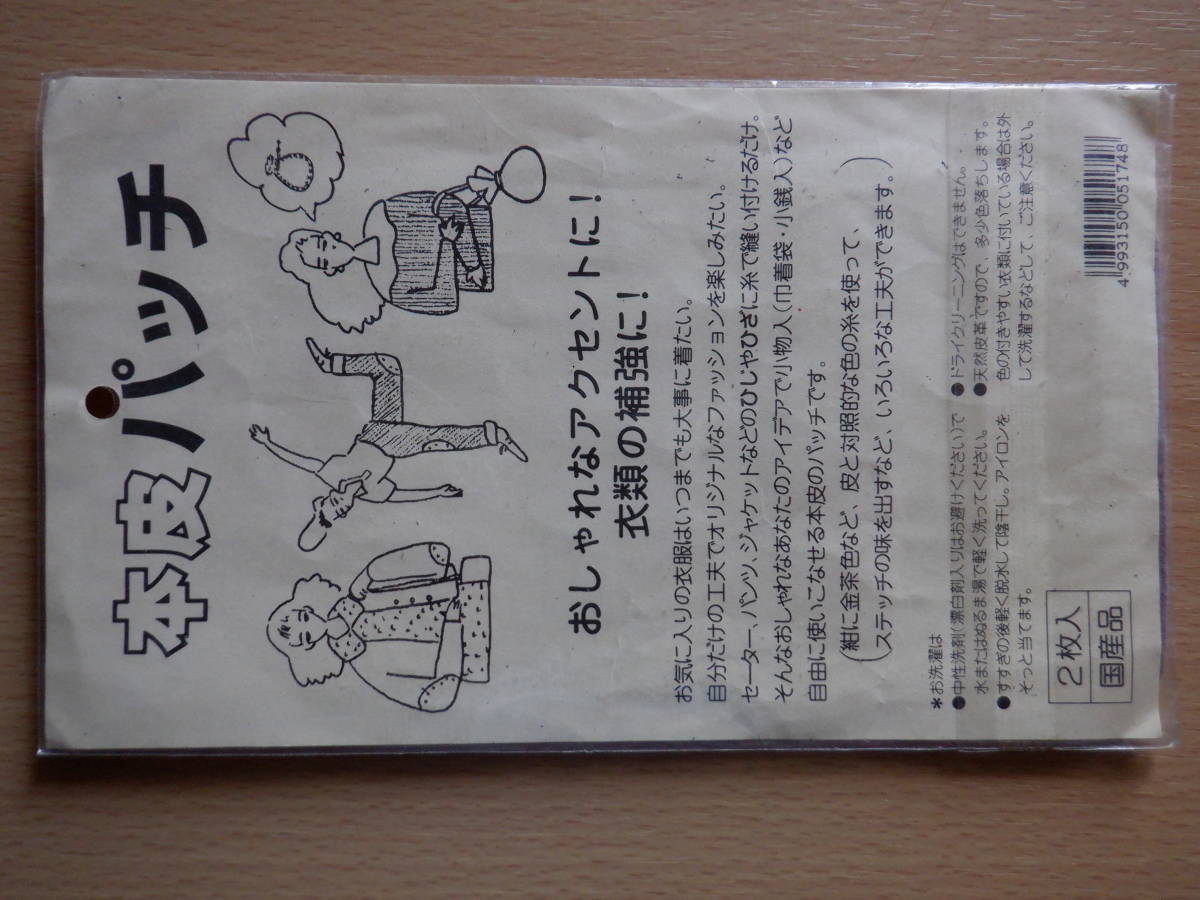 本皮パッチ
おしゃれなアクセントに!
衣類の補強に!
お気に入りの衣服はいつまでも大事に着たい。
自分だけの工夫でオリジナルなファッションを楽しみたい。
セーター、パンツ、ジャケットなどのひじやひざに糸で縫い付けるだけ。
そんなおしゃれなあなたのアイデアで小物入(巾着袋・小銭入)など
自由に使いこなせる本皮のパッチです。
(紺に金茶色など、皮と対照的な色の糸を使って、
ステッチの味を出すなど、いろいろな工夫ができます。)
*お洗濯は
●中性洗剤(漂白剤入りはお避けください)で
水またはぬるま湯で軽く洗ってください。
●すすぎの後軽く脱水して陰干し。アイロンを
そっと当てます。
●ドライクリーニングはできません。
●天然皮革ですので、多少色落ちします。
色の付きやすい衣類に付いている場合は外
して洗濯するなどして、ご注意ください。
2枚入
国産品
4 993150 051748